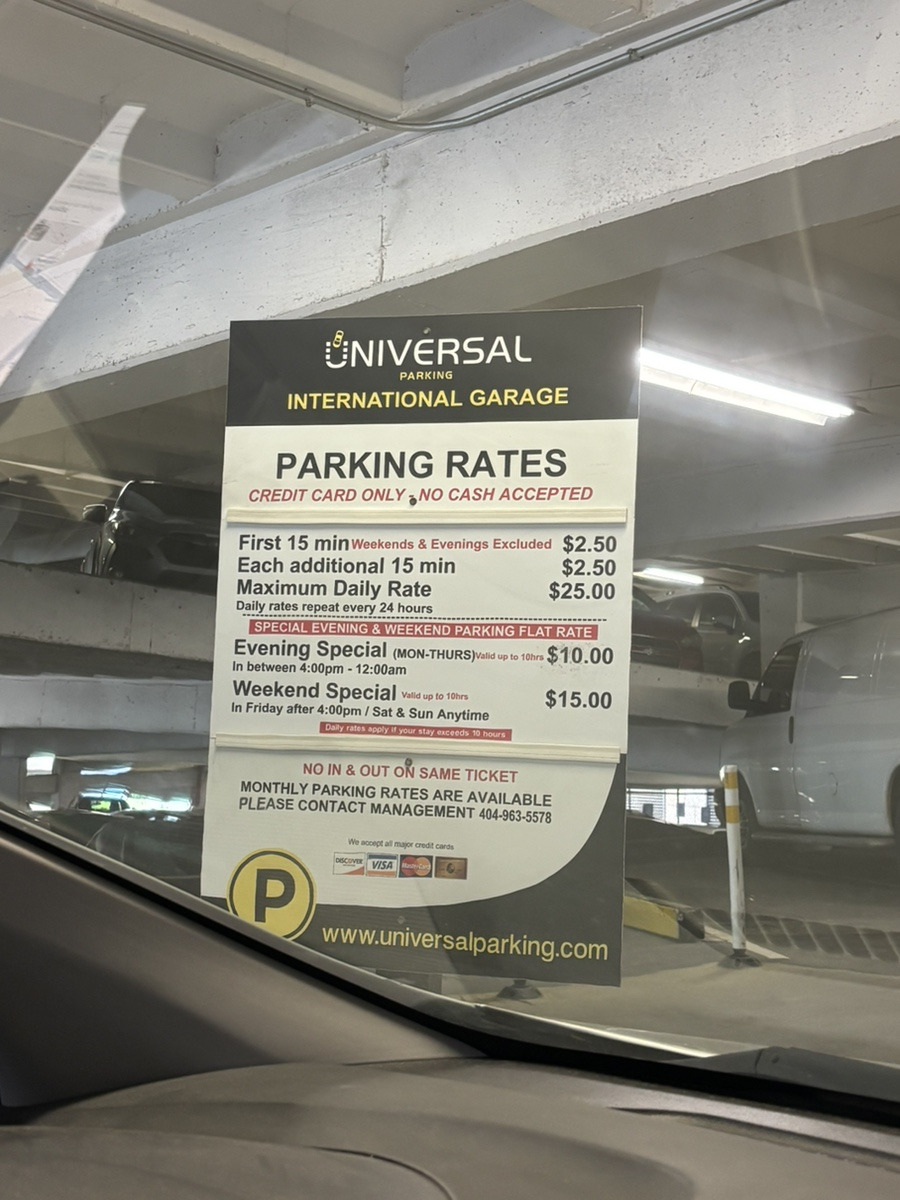 UNIVERSAL
PARKING
INTERNATIONAL GARAGE
PARKING RATES
CREDIT CARD ONLY - NO CASH ACCEPTED
First 15 min Weekends & Evenings Excluded $2.50
Each additional 15 min $2.50
Maximum Daily Rate $25.00
Daily rates repeat every 24 hours
SPECIAL EVENING & WEEKEND PARKING FLAT RATE
Evening Special (MON-THURS) Valid up to 10hrs $10.00
In between 4:00pm - 12:00am
Weekend Special Valid up to 10hrs $15.00
In Friday after 4:00pm / Sat & Sun Anytime
Daily rates apply if your stay exceeds 10 hours
NO IN & OUT ON SAME TICKET
MONTHLY PARKING RATES ARE AVAILABLE
PLEASE CONTACT MANAGEMENT 404-963-5578
We accept all major credit cards
DISCOVER VISA MasterCard
P
www.universalparking.com